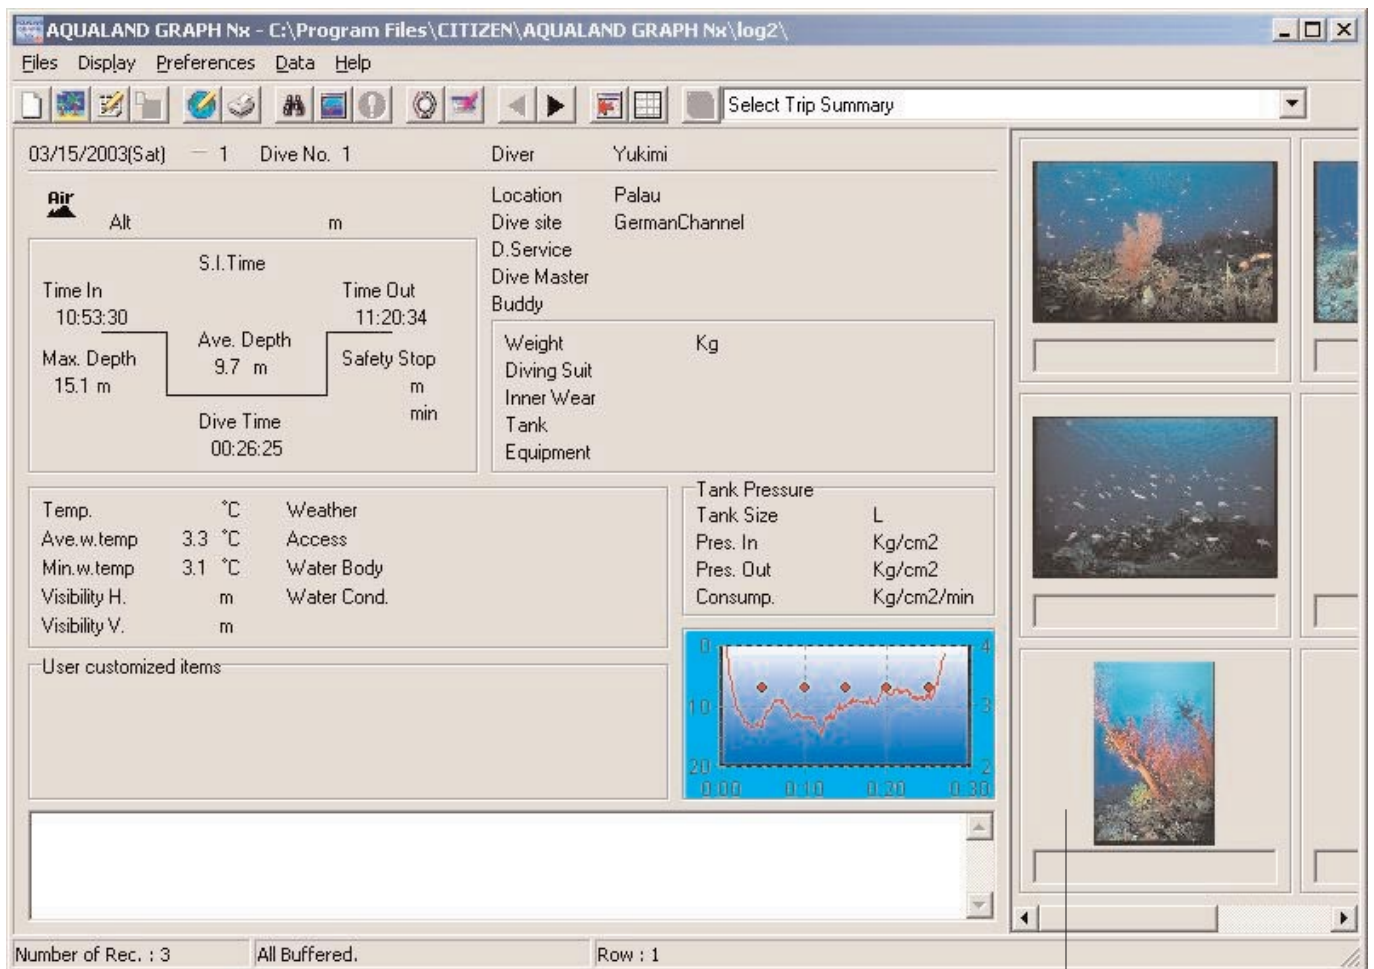 AQUALAND GRAPH Nx - C:\Program Files\CITIZEN\AQUALAND GRAPH Nx\log2\
Files Display Preferences Data Help
Select Trip Summary
03/15/2003(Sat) — 1 Dive No. 1 Diver Yukimi
Air
Alt m
Location Palau
Dive site GermanChannel
D.Service
Dive Master
Buddy
S.I.Time
Time In Time Out
10:53:30 11:20:34
Ave. Depth
9.7 m
Max. Depth Safety Stop
15.1 m m
min
Dive Time
00:26:25
Weight Kg
Diving Suit
Inner Wear
Tank
Equipment
Temp. °C Weather
Ave.w.temp 3.3 °C Access
Min.w.temp 3.1 °C Water Body
Visibility H. m Water Cond.
Visibility V. m
Tank Pressure
Tank Size L
Pres. In Kg/cm2
Pres. Out Kg/cm2
Consump. Kg/cm2/min
User customized items
0 4
10 3
20 2
0:00 0:10 0:20 0:30
Number of Rec. : 3 All Buffered. Row : 1